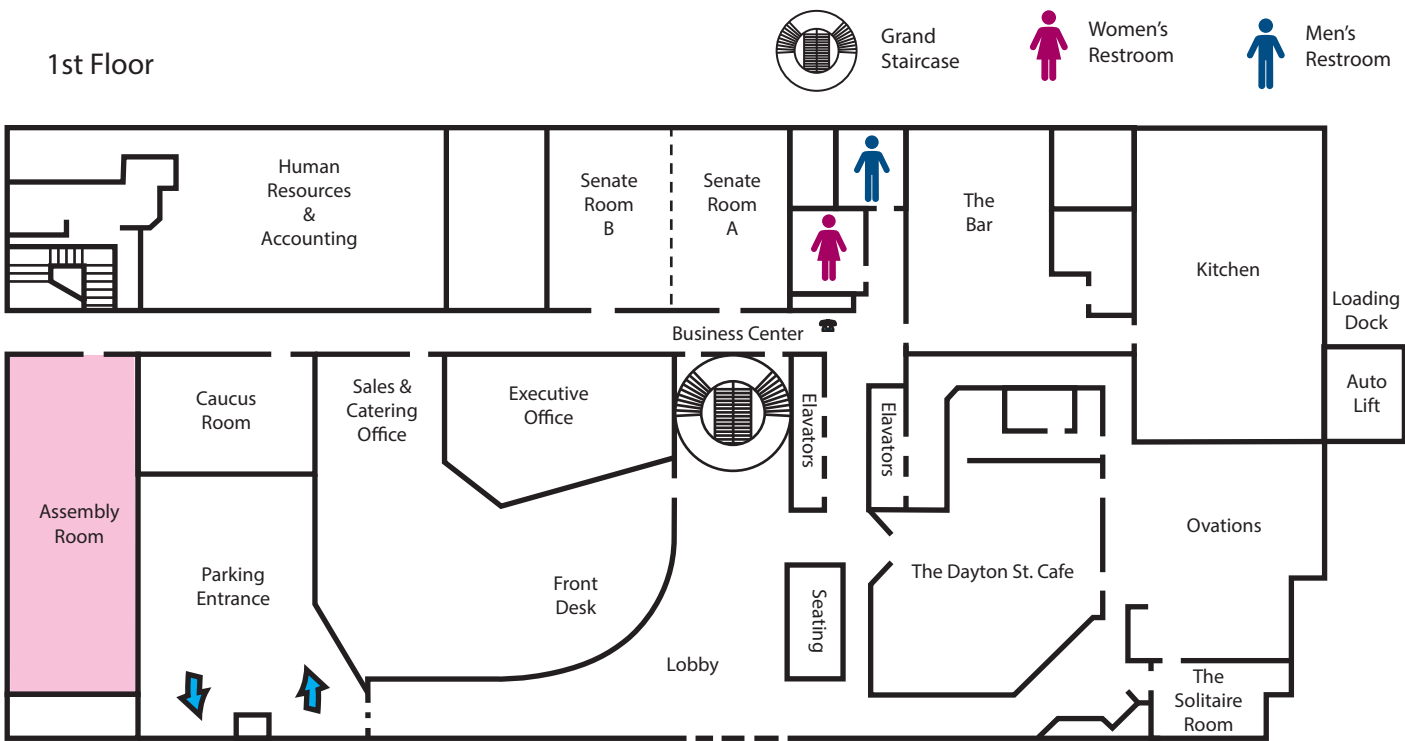 1st Floor
Grand
Staircase
Women's
Restroom
Men's
Restroom
Human
Resources
&
Accounting
Senate
Room
B
Senate
Room
A
The
Bar
Kitchen
Loading
Dock
Auto
Lift
Business Center
Caucus
Room
Sales &
Catering
Office
Executive
Office
Elavators
Elavators
Assembly
Room
Parking
Entrance
Front
Desk
Lobby
Seating
The Dayton St. Cafe
Ovations
The
Solitaire
Room